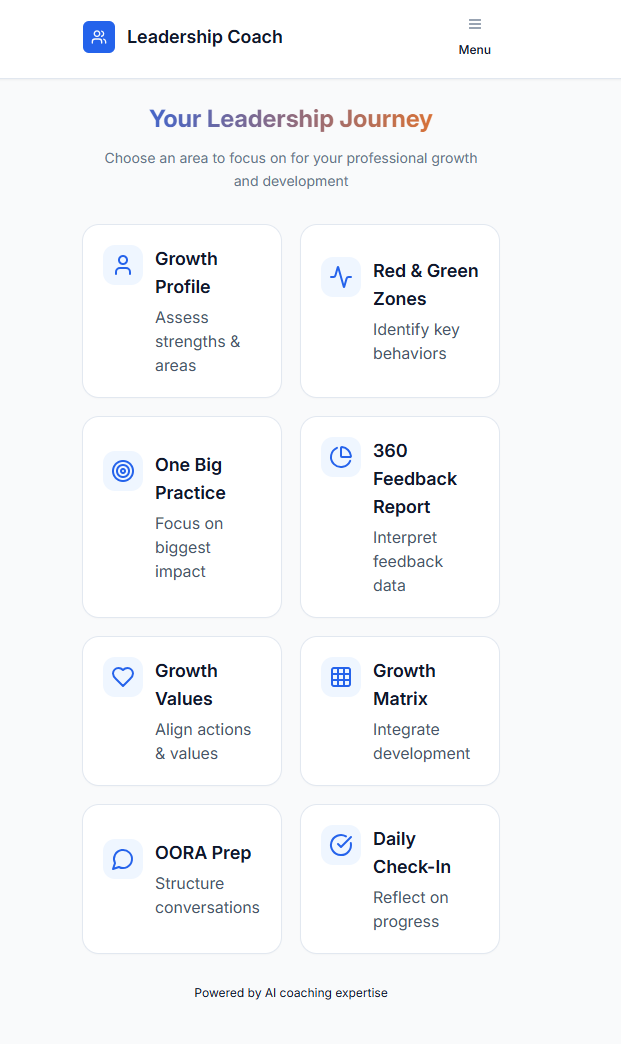 Leadership Coach
Menu
Your Leadership Journey
Choose an area to focus on for your professional growth
and development
Growth
Profile
Assess
strengths &
areas
Red & Green
Zones
Identify key
behaviors
One Big
Practice
Focus on
biggest
impact
360
Feedback
Report
Interpret
feedback
data
Growth
Values
Align actions
& values
Growth
Matrix
Integrate
development
OORA Prep
Structure
conversations
Daily
Check-In
Reflect on
progress
Powered by AI coaching expertise